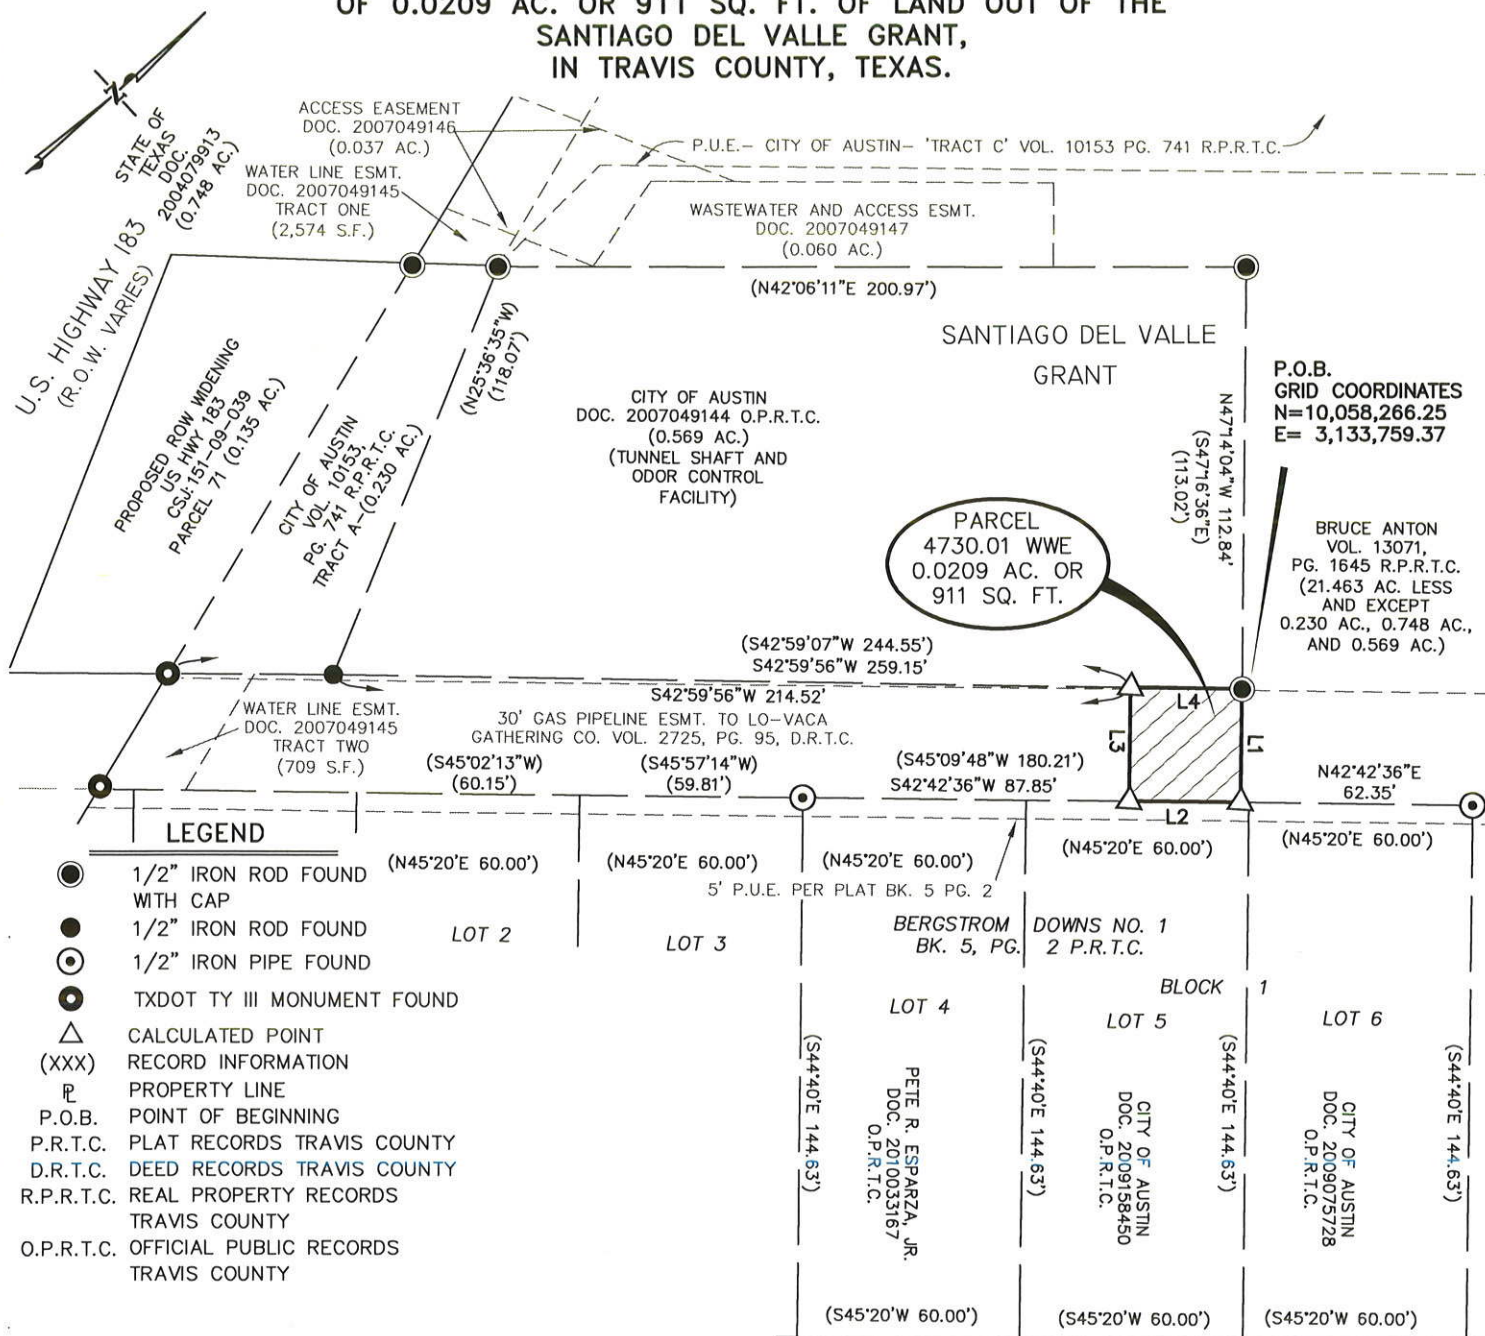 OF 0.0209 AC. OR 911 SQ. FT. OF LAND OUT OF THE
SANTIAGO DEL VALLE GRANT,
IN TRAVIS COUNTY, TEXAS.
N
STATE OF
TEXAS
DOC.
2004079913
(0.748 AC.)
ACCESS EASEMENT
DOC. 2007049146
(0.037 AC.)
P.U.E.- CITY OF AUSTIN- 'TRACT C' VOL. 10153 PG. 741 R.P.R.T.C.
WATER LINE ESMT.
DOC. 2007049145
TRACT ONE
(2,574 S.F.)
WASTEWATER AND ACCESS ESMT.
DOC. 2007049147
(0.060 AC.)
U.S. HIGHWAY 183
(R.O.W. VARIES)
(N42°06'11"E 200.97')
PROPOSED ROW WIDENING
US HWY 183
CSJ:151-09-039
PARCEL 71 (0.135 AC.)
CITY OF AUSTIN
VOL. 10153,
PG. 741 R.P.R.T.C.
TRACT A-(0.230 AC.)
(N25°36'35"W)
(118.07')
CITY OF AUSTIN
DOC. 2007049144 O.P.R.T.C.
(0.569 AC.)
(TUNNEL SHAFT AND
ODOR CONTROL
FACILITY)
SANTIAGO DEL VALLE
GRANT
N47°14'04"W 112.84'
(S47°16'36"E)
(113.02')
P.O.B.
GRID COORDINATES
N=10,058,266.25
E= 3,133,759.37
PARCEL
4730.01 WWE
0.0209 AC. OR
911 SQ. FT.
BRUCE ANTON
VOL. 13071,
PG. 1645 R.P.R.T.C.
(21.463 AC. LESS
AND EXCEPT
0.230 AC., 0.748 AC.,
AND 0.569 AC.)
(S42°59'07"W 244.55')
S42°59'56"W 259.15'
S42°59'56"W 214.52'
L4
L3
L1
L2
WATER LINE ESMT.
DOC. 2007049145
TRACT TWO
(709 S.F.)
30' GAS PIPELINE ESMT. TO LO-VACA
GATHERING CO. VOL. 2725, PG. 95, D.R.T.C.
(S45°02'13"W)
(60.15')
(S45°57'14"W)
(59.81')
(S45°09'48"W 180.21')
S42°42'36"W 87.85'
N42°42'36"E
62.35'
(N45°20'E 60.00')
(N45°20'E 60.00')
(N45°20'E 60.00')
(N45°20'E 60.00')
(N45°20'E 60.00')
5' P.U.E. PER PLAT BK. 5 PG. 2
LOT 2
LOT 3
BERGSTROM DOWNS NO. 1
BK. 5, PG. 2 P.R.T.C.
BLOCK 1
LOT 4
LOT 5
LOT 6
(S44°40'E 144.63')
PETE R. ESPARZA, JR.
DOC. 2010033167
O.P.R.T.C.
(S44°40'E 144.63')
CITY OF AUSTIN
DOC. 2009158450
O.P.R.T.C.
(S44°40'E 144.63')
CITY OF AUSTIN
DOC. 2009075728
O.P.R.T.C.
(S44°40'E 144.63')
(S45°20'W 60.00')
(S45°20'W 60.00')
(S45°20'W 60.00')
LEGEND
1/2" IRON ROD FOUND
WITH CAP
1/2" IRON ROD FOUND
1/2" IRON PIPE FOUND
TXDOT TY III MONUMENT FOUND
CALCULATED POINT
(XXX) RECORD INFORMATION
PL PROPERTY LINE
P.O.B. POINT OF BEGINNING
P.R.T.C. PLAT RECORDS TRAVIS COUNTY
D.R.T.C. DEED RECORDS TRAVIS COUNTY
R.P.R.T.C. REAL PROPERTY RECORDS
TRAVIS COUNTY
O.P.R.T.C. OFFICIAL PUBLIC RECORDS
TRAVIS COUNTY